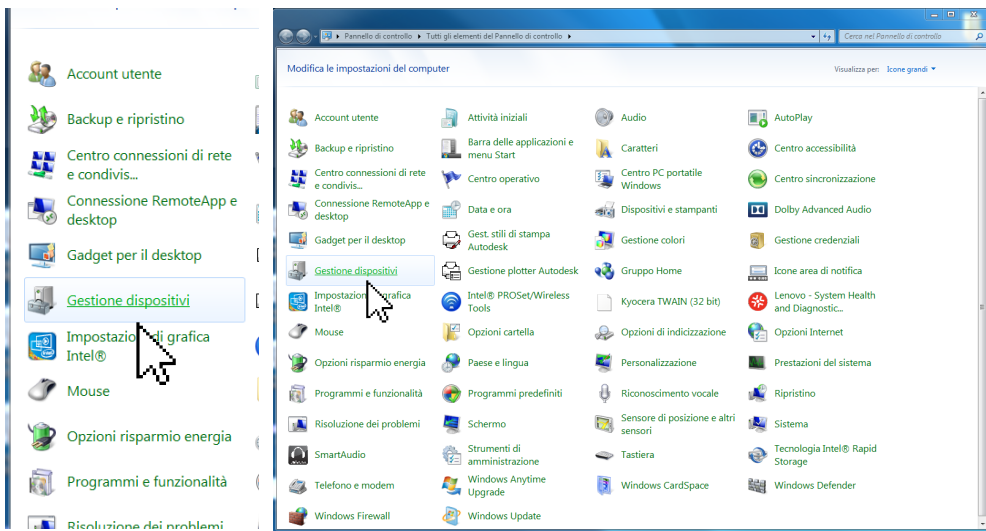 Account utente
Backup e ripristino
Centro connessioni di rete
e condivis...
Connessione RemoteApp e
desktop
Gadget per il desktop
Gestione dispositivi
Impostazioni di grafica
Intel®
Mouse
Opzioni risparmio energia
Programmi e funzionalità
Risoluzione dei problemi
Pannello di controllo Tutti gli elementi del Pannello di controllo
Cerca nel Pannello di controllo
Modifica le impostazioni del computer
Visualizza per: Icone grandi
Account utente
Attività iniziali
Audio
AutoPlay
Backup e ripristino
Barra delle applicazioni e
menu Start
Caratteri
Centro accessibilità
Centro connessioni di rete
e condivis...
Centro operativo
Centro PC portatile
Windows
Centro sincronizzazione
Connessione RemoteApp e
desktop
Data e ora
Dispositivi e stampanti
Dolby Advanced Audio
Gadget per il desktop
Gest. stili di stampa
Autodesk
Gestione colori
Gestione credenziali
Gestione dispositivi
Gestione plotter Autodesk
Gruppo Home
Icone area di notifica
Impostazioni grafica
Intel®
Intel® PROSet/Wireless
Tools
Kyocera TWAIN (32 bit)
Lenovo - System Health
and Diagnostic...
Mouse
Opzioni cartella
Opzioni di indicizzazione
Opzioni Internet
Opzioni risparmio energia
Paese e lingua
Personalizzazione
Prestazioni del sistema
Programmi e funzionalità
Programmi predefiniti
Riconoscimento vocale
Ripristino
Risoluzione dei problemi
Schermo
Sensore di posizione e altri
sensori
Sistema
SmartAudio
Strumenti di
amministrazione
Tastiera
Tecnologia Intel® Rapid
Storage
Telefono e modem
Windows Anytime
Upgrade
Windows CardSpace
Windows Defender
Windows Firewall
Windows Update